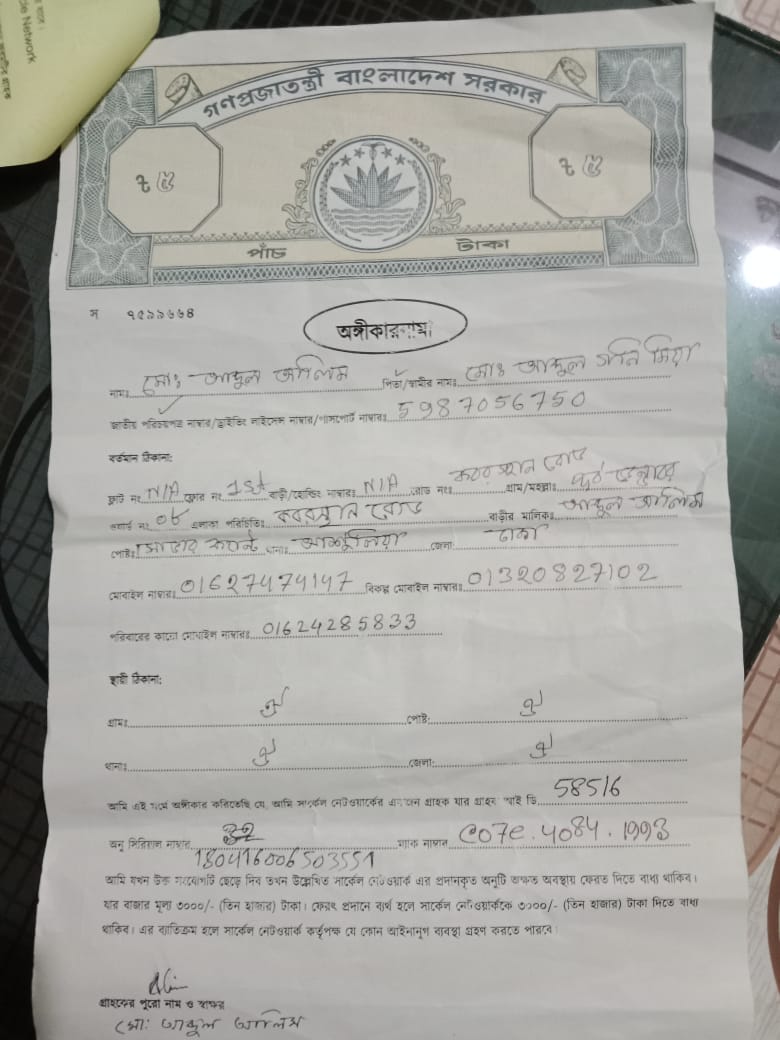 de Network
গণপ্রজাতন্ত্রী বাংলাদেশ সরকার
৳ ৫ ৳ ৫
পাঁচ টাকা
স ৭৫৯৯৬৬৪
অঙ্গীকারনামা
নামঃ মোঃ আব্দুল আলিম পিতা/স্বামীর নামঃ মোঃ আব্দুল গনি মিয়া
জাতীয় পরিচয়পত্র নাম্বার/ড্রাইভিং লাইসেন্স নাম্বার/পাসপোর্ট নাম্বারঃ 5987056750
বর্তমান ঠিকানা:
ফ্লাট নং N/A ফ্লোর নং 1st বাড়ী/হোল্ডিং নাম্বারঃ N/A রোড নংঃ কবরস্থান রোড গ্রাম/মহল্লাঃ পূর্ব
ওয়ার্ড নং 08 এলাকা পরিচিতিঃ কবরস্থান রোড বাড়ীর মালিকঃ আব্দুল আলিম
পোষ্টঃ সাভার ক্যান্ট থানাঃ আশুলিয়া জেলা: ঢাকা
মোবাইল নাম্বারঃ 01627474147 বিকল্প মোবাইল নাম্বারঃ 01320827102
পরিবারের কারো মোবাইল নাম্বারঃ 01624285833
স্থায়ী ঠিকানা:
গ্রামঃ ঐ পোষ্ট: ঐ
থানাঃ ঐ জেলা: ঐ
আমি এই মর্মে অঙ্গীকার করিতেছি যে, আমি সার্কেল নেটওয়ার্কের একজন গ্রাহক যার গ্রাহক আই ডি 58516
অনু সিরিয়াল নাম্বার 180416006503551 ম্যাক নাম্বার C07e.4084.1993
আমি যখন উক্ত সংযোগটি ছেড়ে দিব তখন উল্লেখিত সার্কেল নেটওয়ার্ক এর প্রদানকৃত অনুটি অক্ষত অবস্থায় ফেরত দিতে বাধ্য থাকিব।
যার বাজার মূল্য ৩০০০/- (তিন হাজার) টাকা। ফেরৎ প্রদানে ব্যর্থ হলে সার্কেল নেটওয়ার্ককে ৩০০০/- (তিন হাজার) টাকা দিতে বাধ্য
থাকিব। এর ব্যতিক্রম হলে সার্কেল নেটওয়ার্ক কর্তৃপক্ষ যে কোন আইনানুগ ব্যবস্থা গ্রহণ করতে পারবে।
গ্রাহকের পুরো নাম ও স্বাক্ষর
মো: আব্দুল আলিম